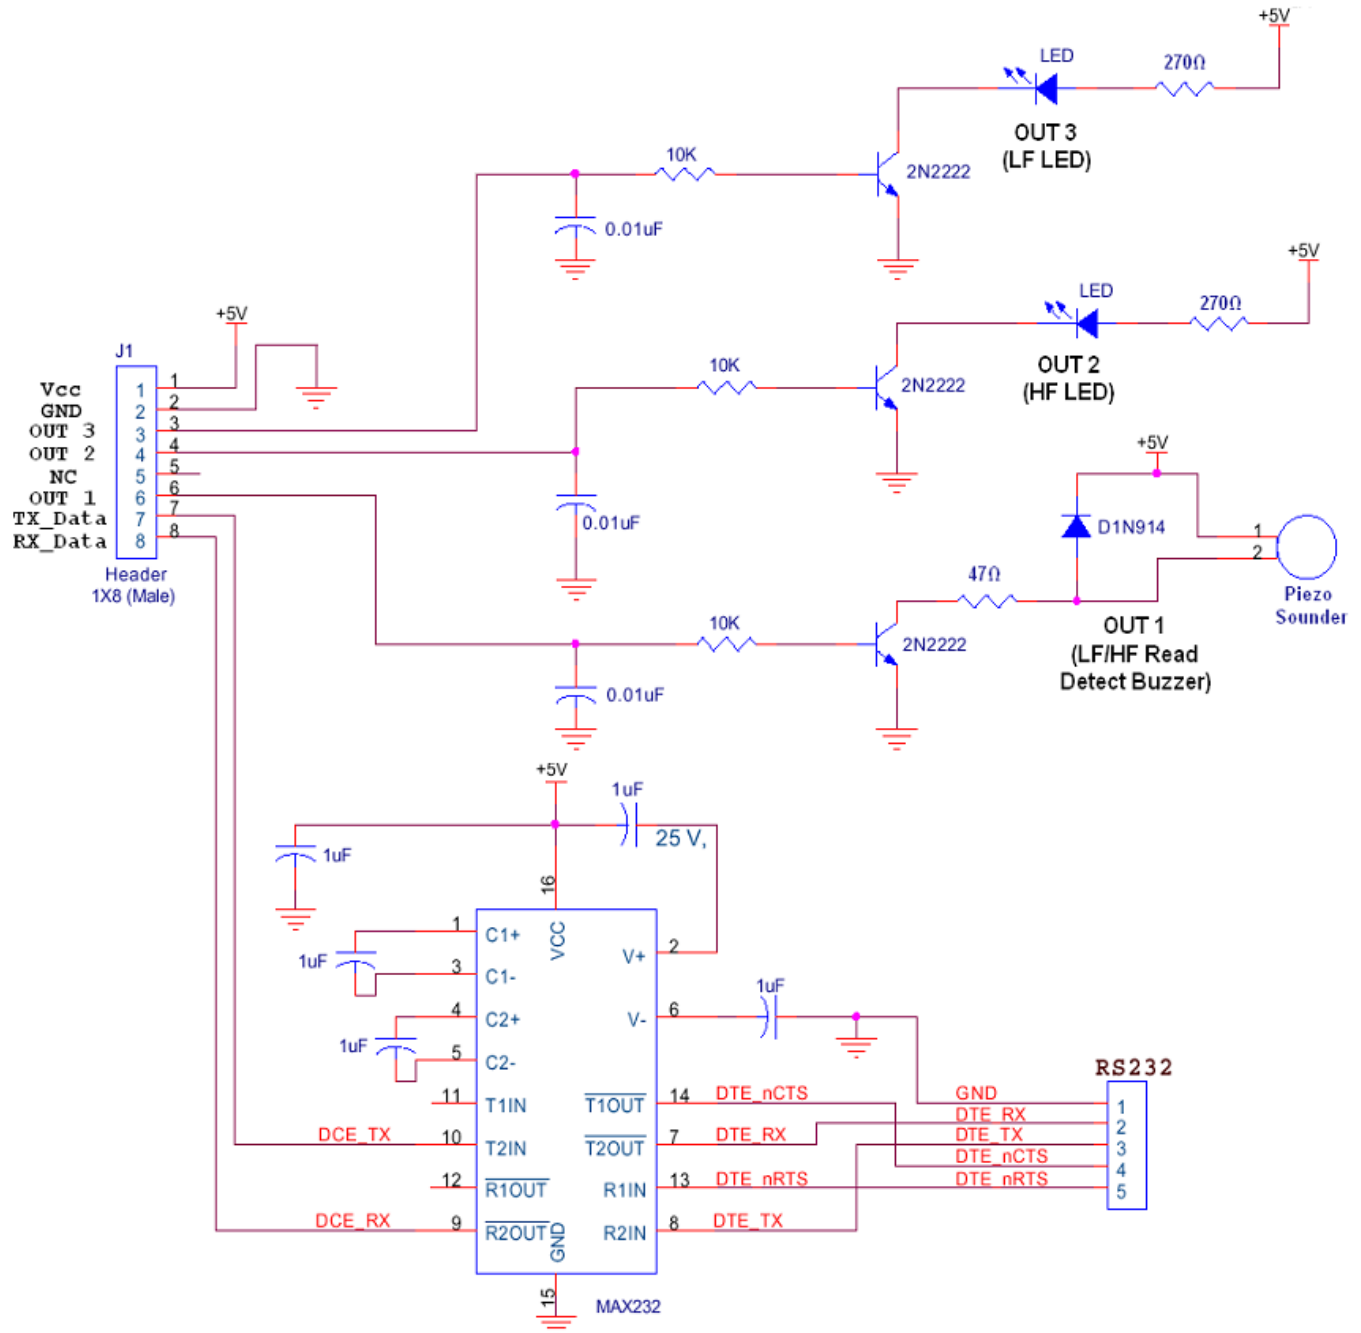 +5V
LED
270Ω
OUT 3
(LF LED)
10K
2N2222
0.01uF
+5V
LED
270Ω
OUT 2
(HF LED)
10K
2N2222
0.01uF
+5V
J1
Vcc 1 1
GND 2 2
OUT 3 3 3
OUT 2 4 4
NC 5 5
OUT 1 6 6
TX_Data 7 7
RX_Data 8 8
Header
1X8 (Male)
+5V
D1N914
1
2
Piezo
Sounder
47Ω
OUT 1
(LF/HF Read
Detect Buzzer)
10K
2N2222
0.01uF
+5V
1uF
25 V,
1uF
16
VCC
1 C1+
1uF
3 C1-
4 C2+
1uF
5 C2-
V+ 2
V- 6
1uF
11 T1IN
T1OUT 14 DTE_nCTS
DCE_TX 10 T2IN
T2OUT 7 DTE_RX
12 R1OUT
R1IN 13 DTE_nRTS
DCE_RX 9 R2OUT
R2IN 8 DTE_TX
GND
15
MAX232
RS232
GND 1
DTE_RX 2
DTE_TX 3
DTE_nCTS 4
DTE_nRTS 5